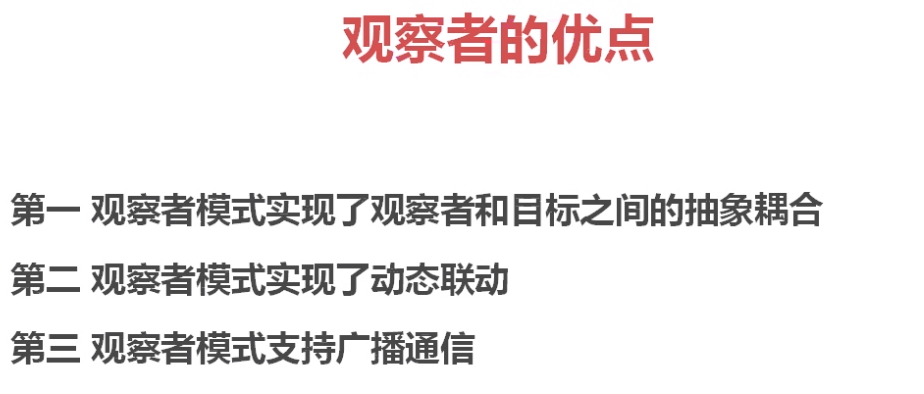 观察者的优点
第一 观察者模式实现了观察者和目标之间的抽象耦合
第二 观察者模式实现了动态联动
第三 观察者模式支持广播通信